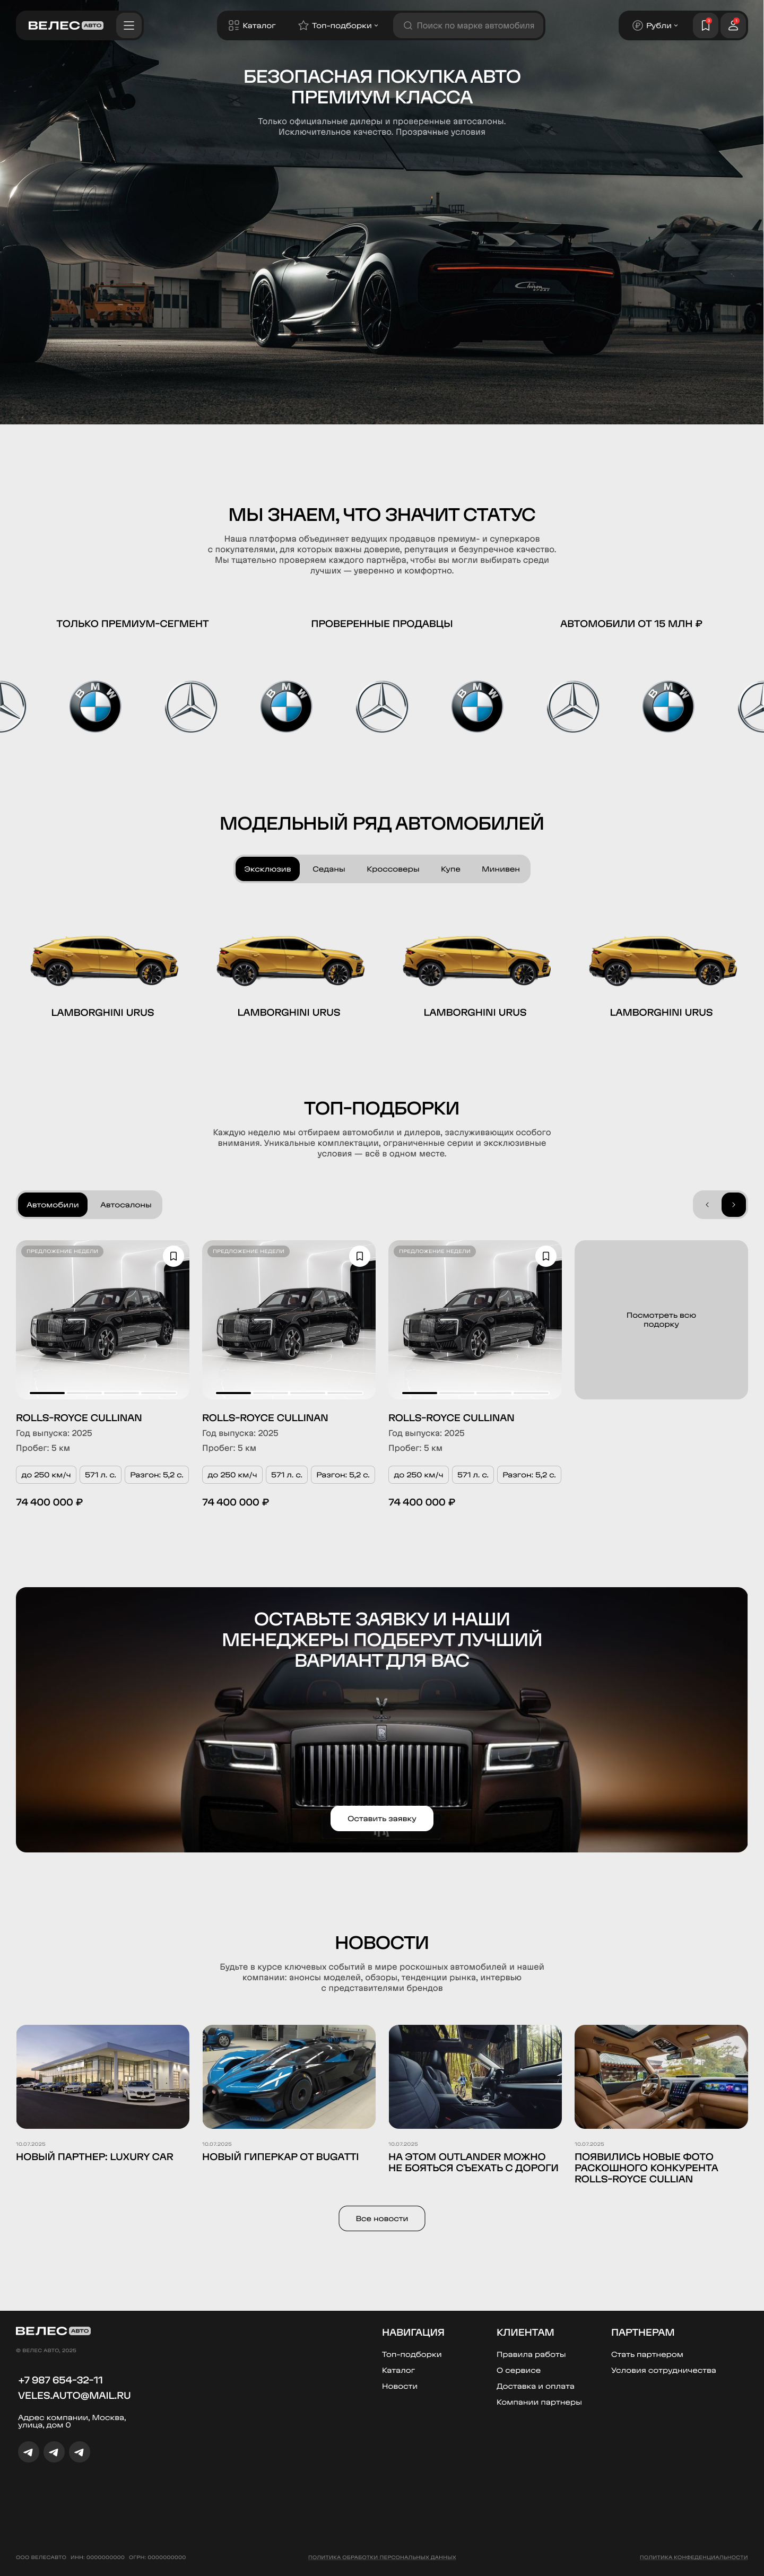 ВЕЛЕС АВТО
Каталог
Топ-подборки
Поиск по марке автомобиля
Рубли
БЕЗОПАСНАЯ ПОКУПКА АВТО
ПРЕМИУМ КЛАССА
Только официальные дилеры и проверенные автосалоны.
Исключительное качество. Прозрачные условия
Chiron
SPORT
МЫ ЗНАЕМ, ЧТО ЗНАЧИТ СТАТУС
Наша платформа объединяет ведущих продавцов премиум- и суперкаров
с покупателями, для которых важны доверие, репутация и безупречное качество.
Мы тщательно проверяем каждого партнёра, чтобы вы могли выбирать среди
лучших — уверенно и комфортно.
ТОЛЬКО ПРЕМИУМ-СЕГМЕНТ
ПРОВЕРЕННЫЕ ПРОДАВЦЫ
АВТОМОБИЛИ ОТ 15 МЛН ₽
BMW
BMW
BMW
BMW
МОДЕЛЬНЫЙ РЯД АВТОМОБИЛЕЙ
Эксклюзив
Седаны
Кроссоверы
Купе
Минивен
LAMBORGHINI URUS
LAMBORGHINI URUS
LAMBORGHINI URUS
LAMBORGHINI URUS
ТОП-ПОДБОРКИ
Каждую неделю мы отбираем автомобили и дилеров, заслуживающих особого
внимания. Уникальные комплектации, ограниченные серии и эксклюзивные
условия — всё в одном месте.
Автомобили
Автосалоны
ПРЕДЛОЖЕНИЕ НЕДЕЛИ
ROLLS-ROYCE CULLINAN
Год выпуска: 2025
Пробег: 5 км
до 250 км/ч
571 л. с.
Разгон: 5,2 с.
74 400 000 ₽
ПРЕДЛОЖЕНИЕ НЕДЕЛИ
ROLLS-ROYCE CULLINAN
Год выпуска: 2025
Пробег: 5 км
до 250 км/ч
571 л. с.
Разгон: 5,2 с.
74 400 000 ₽
ПРЕДЛОЖЕНИЕ НЕДЕЛИ
ROLLS-ROYCE CULLINAN
Год выпуска: 2025
Пробег: 5 км
до 250 км/ч
571 л. с.
Разгон: 5,2 с.
74 400 000 ₽
Посмотреть всю
подорку
ОСТАВЬТЕ ЗАЯВКУ И НАШИ
МЕНЕДЖЕРЫ ПОДБЕРУТ ЛУЧШИЙ
ВАРИАНТ ДЛЯ ВАС
Оставить заявку
НОВОСТИ
Будьте в курсе ключевых событий в мире роскошных автомобилей и нашей
компании: анонсы моделей, обзоры, тенденции рынка, интервью
с представителями брендов
10.07.2025
НОВЫЙ ПАРТНЕР: LUXURY CAR
10.07.2025
НОВЫЙ ГИПЕРКАР ОТ BUGATTI
10.07.2025
НА ЭТОМ OUTLANDER МОЖНО
НЕ БОЯТЬСЯ СЪЕХАТЬ С ДОРОГИ
10.07.2025
ПОЯВИЛИСЬ НОВЫЕ ФОТО
РАСКОШНОГО КОНКУРЕНТА
ROLLS-ROYCE CULLIAN
Все новости
ВЕЛЕС АВТО
© ВЕЛЕС АВТО, 2025
+7 987 654-32-11
VELES.AUTO@MAIL.RU
Адрес компании, Москва,
улица, дом 0
НАВИГАЦИЯ
Топ-подборки
Каталог
Новости
КЛИЕНТАМ
Правила работы
О сервисе
Доставка и оплата
Компании партнеры
ПАРТНЕРАМ
Стать партнером
Условия сотрудничества
ООО ВЕЛЕСАВТО ИНН: 0000000000 ОГРН: 0000000000
ПОЛИТИКА ОБРАБОТКИ ПЕРСОНАЛЬНЫХ ДАННЫХ
ПОЛИТИКА КОНФЕДЕНЦИАЛЬНОСТИ